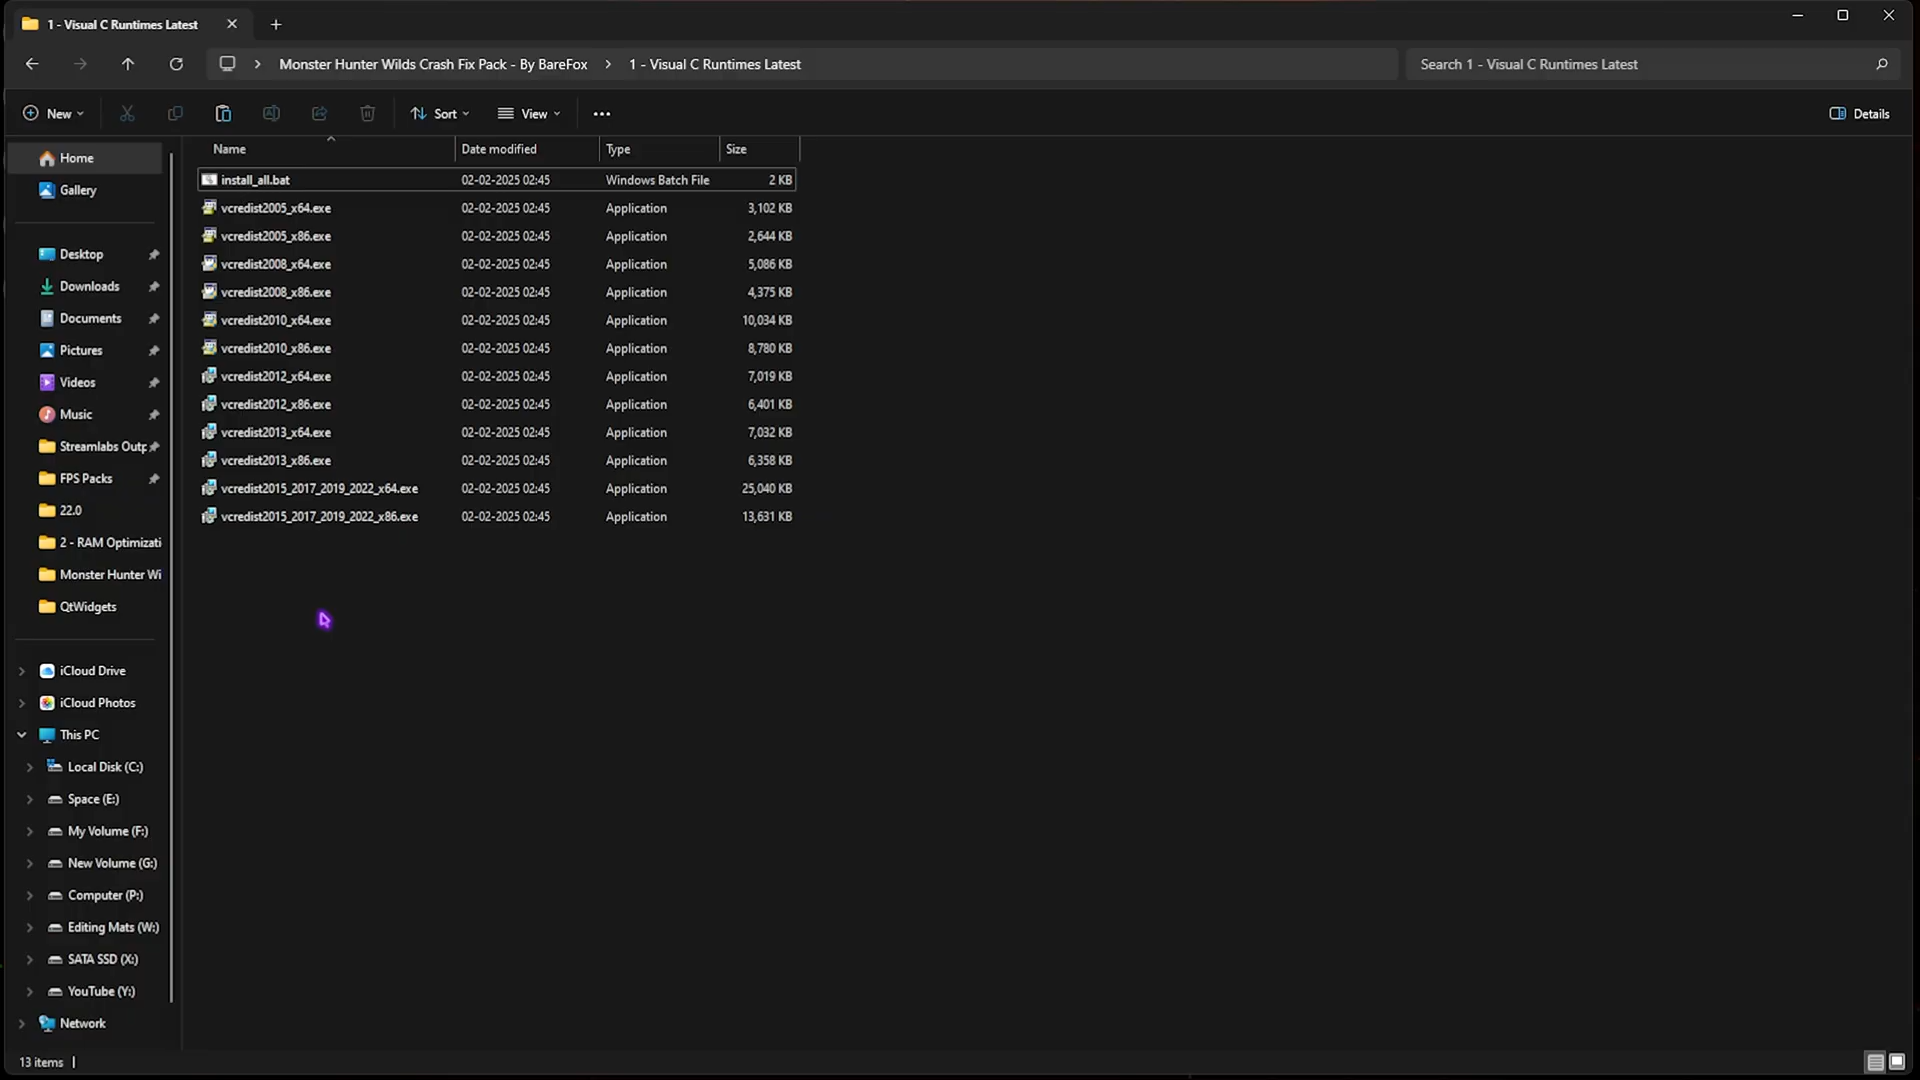 1 - Visual C Runtimes Latest
Monster Hunter Wilds Crash Fix Pack - By BareFox > 1 - Visual C Runtimes Latest
Search 1 - Visual C Runtimes Latest
New
Sort
View
Details
Name Date modified Type Size
install_all.bat 02-02-2025 02:45 Windows Batch File 2 KB
vcredist2005_x64.exe 02-02-2025 02:45 Application 3,102 KB
vcredist2005_x86.exe 02-02-2025 02:45 Application 2,644 KB
vcredist2008_x64.exe 02-02-2025 02:45 Application 5,086 KB
vcredist2008_x86.exe 02-02-2025 02:45 Application 4,375 KB
vcredist2010_x64.exe 02-02-2025 02:45 Application 10,034 KB
vcredist2010_x86.exe 02-02-2025 02:45 Application 8,780 KB
vcredist2012_x64.exe 02-02-2025 02:45 Application 7,019 KB
vcredist2012_x86.exe 02-02-2025 02:45 Application 6,401 KB
vcredist2013_x64.exe 02-02-2025 02:45 Application 7,032 KB
vcredist2013_x86.exe 02-02-2025 02:45 Application 6,358 KB
vcredist2015_2017_2019_2022_x64.exe 02-02-2025 02:45 Application 25,040 KB
vcredist2015_2017_2019_2022_x86.exe 02-02-2025 02:45 Application 13,631 KB
Home
Gallery
Desktop
Downloads
Documents
Pictures
Videos
Music
Streamlabs Outp
FPS Packs
22.0
2 - RAM Optimizati
Monster Hunter Wi
QtWidgets
iCloud Drive
iCloud Photos
This PC
Local Disk (C:)
Space (E:)
My Volume (F:)
New Volume (G:)
Computer (P:)
Editing Mats (W:)
SATA SSD (X:)
YouTube (Y:)
Network
13 items